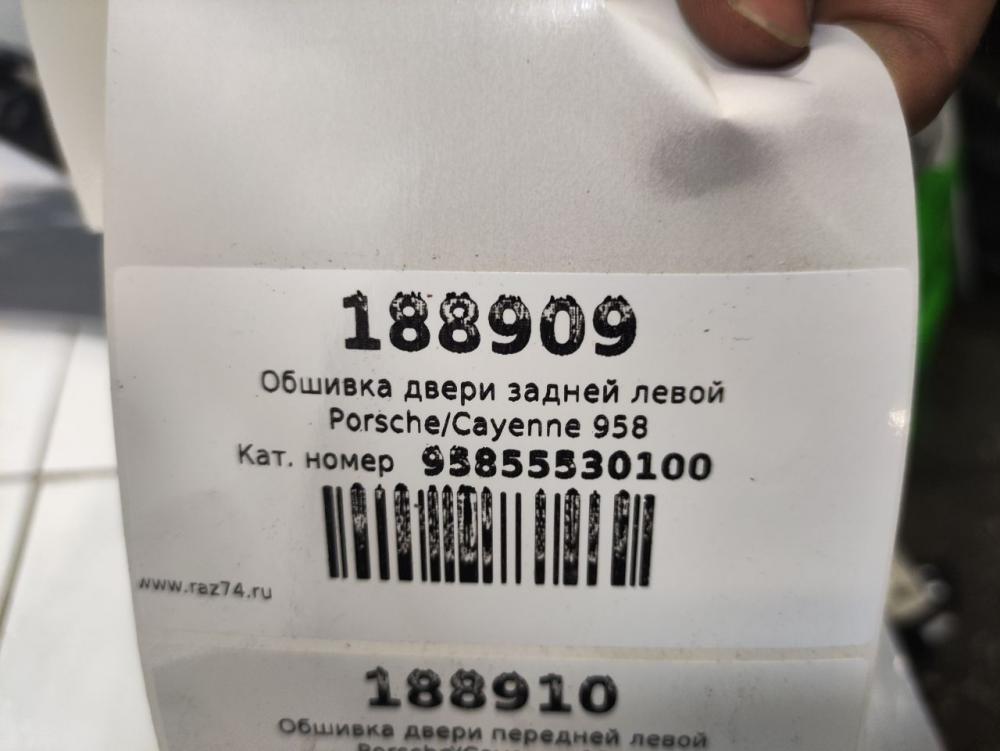 188909
Обшивка двери задней левой
Porsche/Cayenne 958
Кат. номер 95855530100
www.raz74.ru
188910
Обшивка двери передней левой